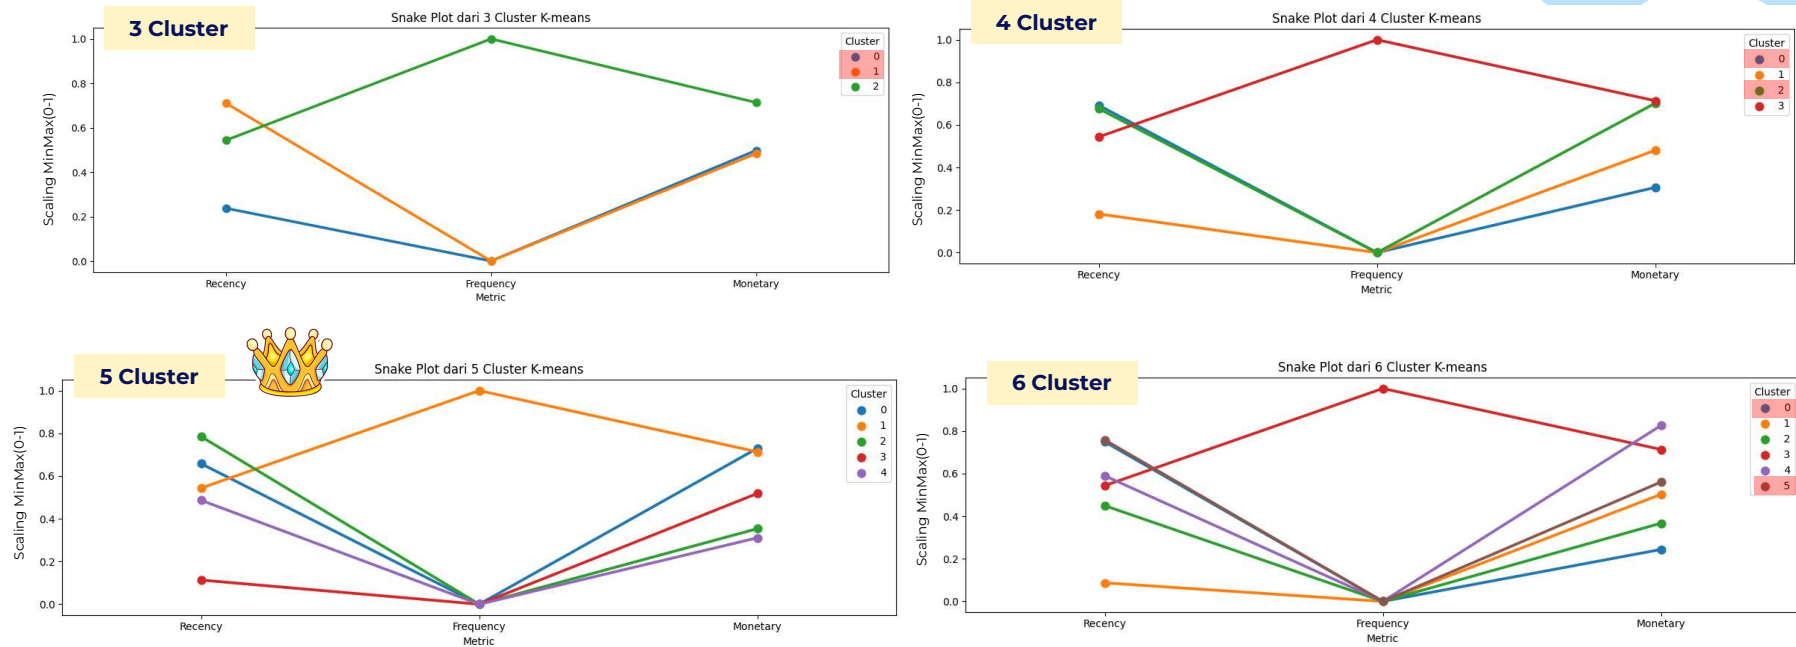 3 Cluster
Snake Plot dari 3 Cluster K-means
Scaling MinMax(0-1)
1.0
0.8
0.6
0.4
0.2
0.0
Recency
Frequency
Monetary
Metric
Cluster
0
1
2
4 Cluster
Snake Plot dari 4 Cluster K-means
Scaling MinMax(0-1)
1.0
0.8
0.6
0.4
0.2
0.0
Recency
Frequency
Monetary
Metric
Cluster
0
1
2
3
5 Cluster
Snake Plot dari 5 Cluster K-means
Scaling MinMax(0-1)
1.0
0.8
0.6
0.4
0.2
0.0
Recency
Frequency
Monetary
Metric
Cluster
0
1
2
3
4
6 Cluster
Snake Plot dari 6 Cluster K-means
Scaling MinMax(0-1)
1.0
0.8
0.6
0.4
0.2
0.0
Recency
Frequency
Monetary
Metric
Cluster
0
1
2
3
4
5